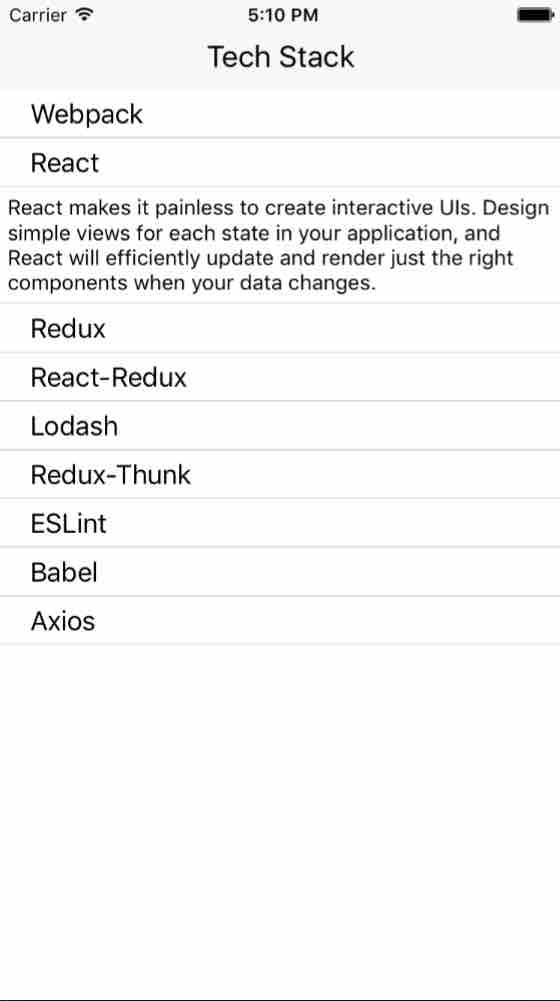 Carrier 5:10 PM
Tech Stack
Webpack
React
React makes it painless to create interactive UIs. Design
simple views for each state in your application, and
React will efficiently update and render just the right
components when your data changes.
Redux
React-Redux
Lodash
Redux-Thunk
ESLint
Babel
Axios